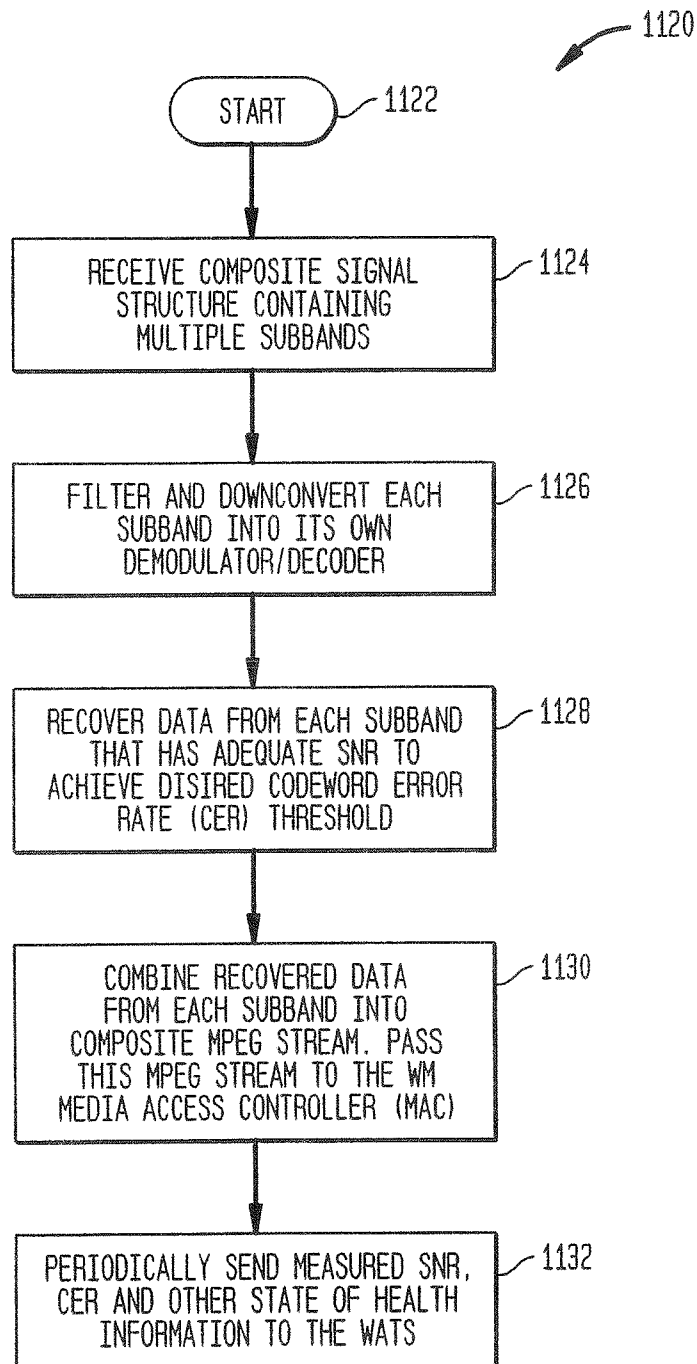 1120
START
1122
RECEIVE COMPOSITE SIGNAL
STRUCTURE CONTAINING
MULTIPLE SUBBANDS
1124
FILTER AND DOWNCONVERT EACH
SUBBAND INTO ITS OWN
DEMODULATOR/DECODER
1126
RECOVER DATA FROM EACH SUBBAND
THAT HAS ADEQUATE SNR TO
ACHIEVE DISIRED CODEWORD ERROR
RATE (CER) THRESHOLD
1128
COMBINE RECOVERED DATA
FROM EACH SUBBAND INTO
COMPOSITE MPEG STREAM. PASS
THIS MPEG STREAM TO THE WM
MEDIA ACCESS CONTROLLER (MAC)
1130
PERIODICALLY SEND MEASURED SNR,
CER AND OTHER STATE OF HEALTH
INFORMATION TO THE WATS
1132